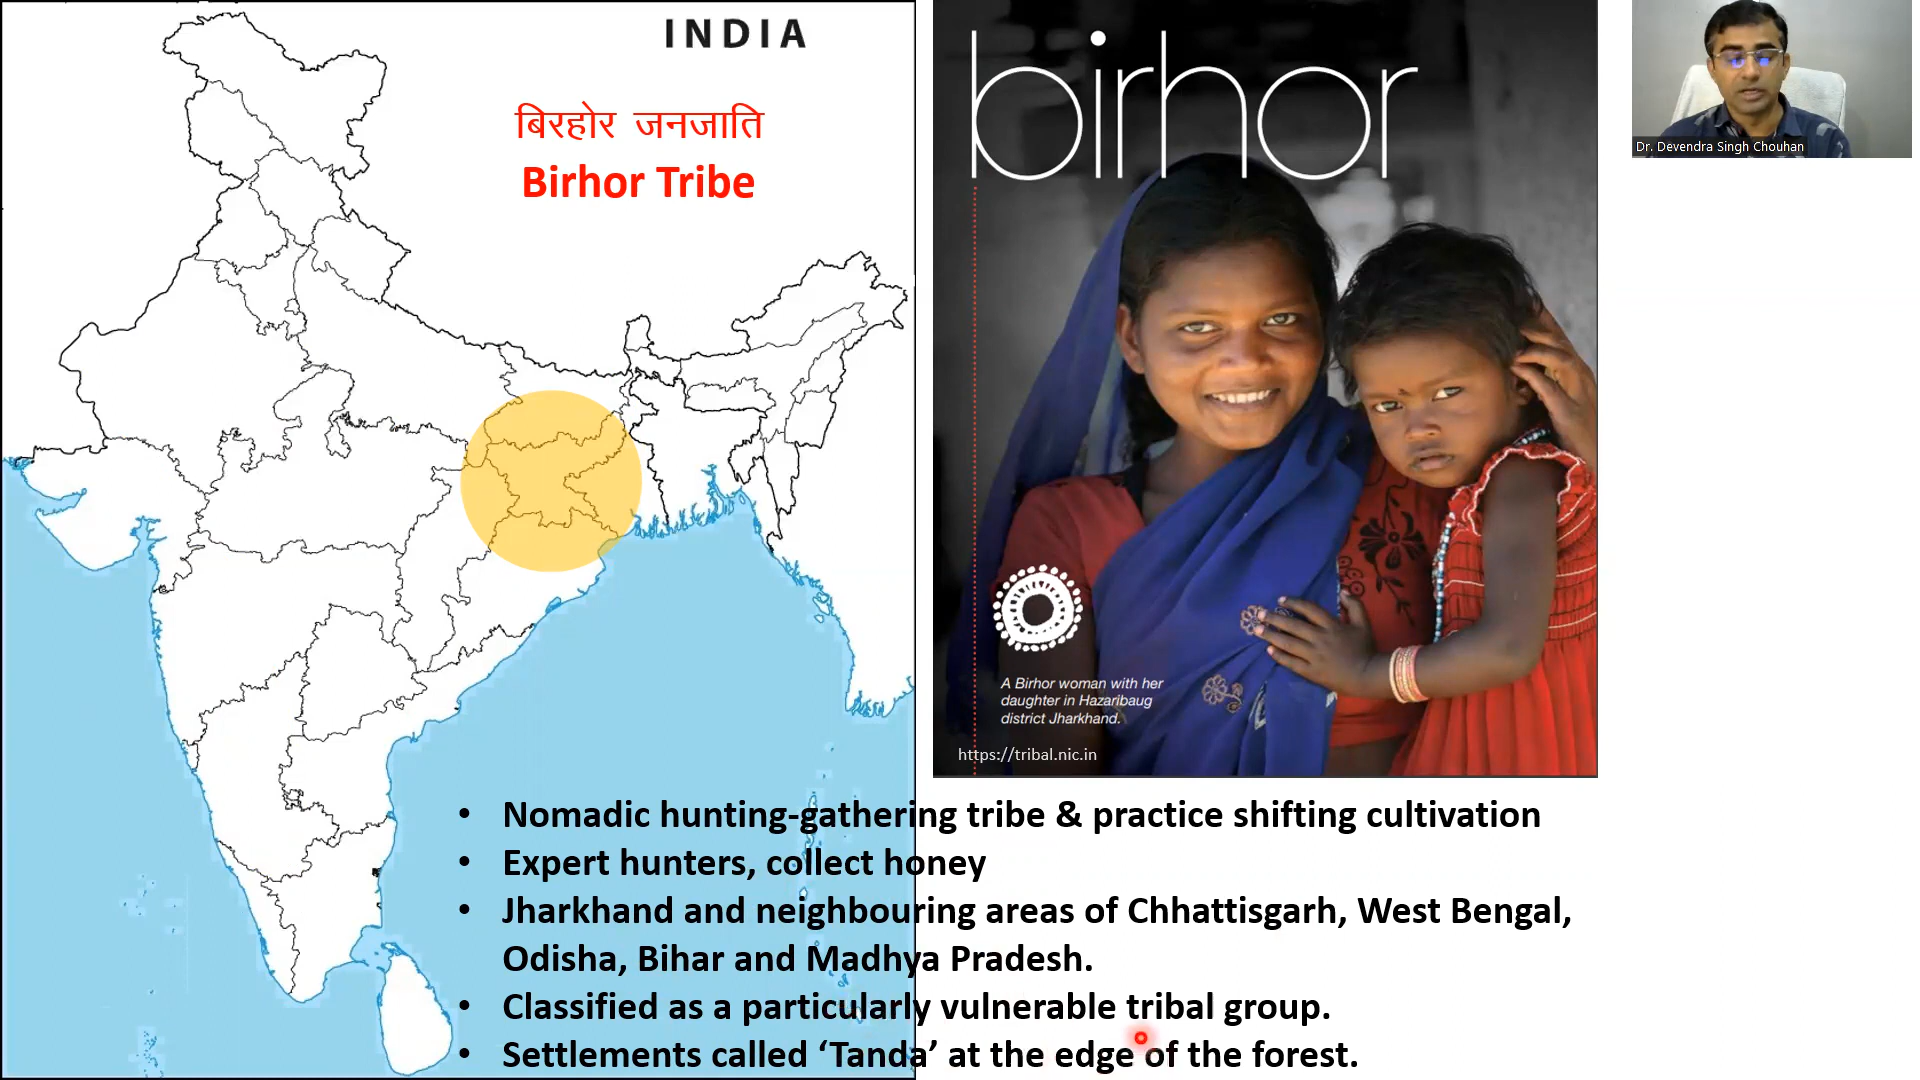 INDIA
बिरहोर जनजाति
Birhor Tribe
birhor
A Birhor woman with her
daughter in Hazaribaug
district Jharkhand.
https://tribal.nic.in
Dr. Devendra Singh Chouhan
• Nomadic hunting-gathering tribe & practice shifting cultivation
• Expert hunters, collect honey
• Jharkhand and neighbouring areas of Chhattisgarh, West Bengal,
Odisha, Bihar and Madhya Pradesh.
• Classified as a particularly vulnerable tribal group.
• Settlements called ‘Tanda’ at the edge of the forest.